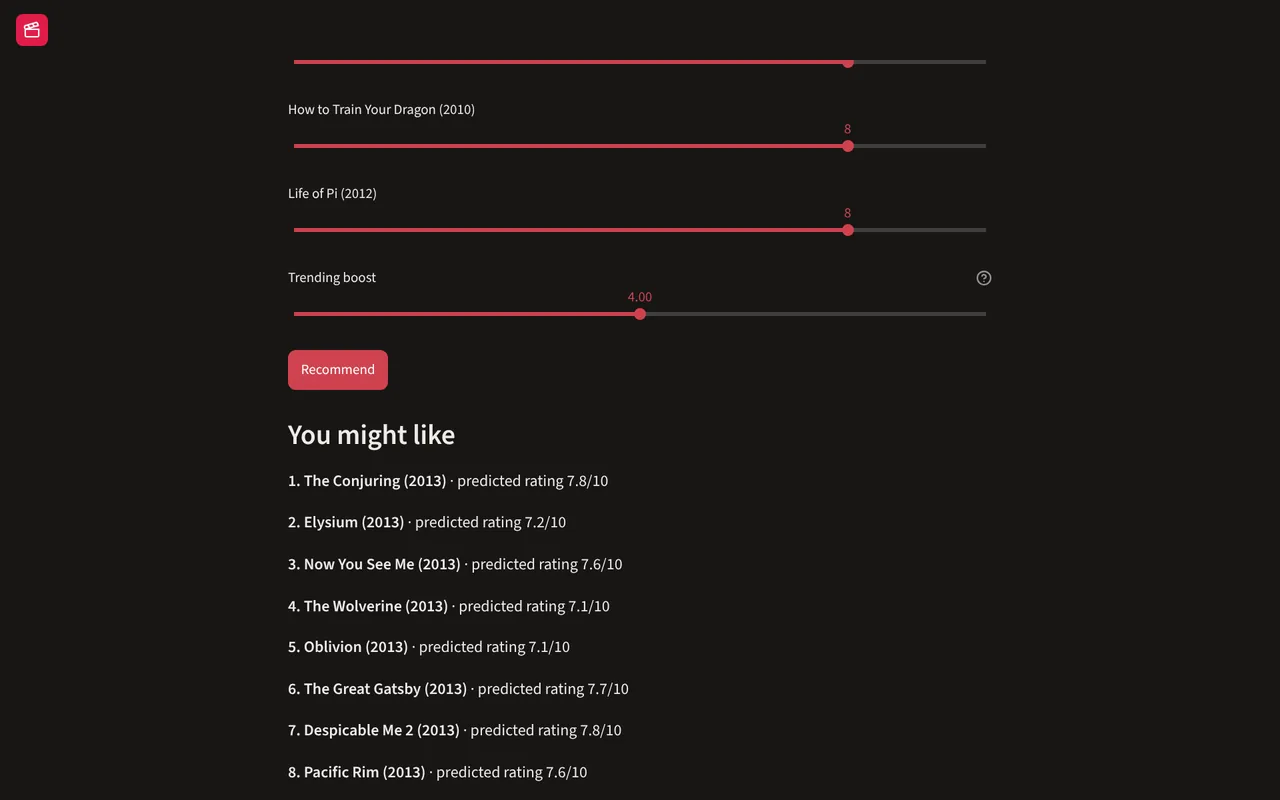 How to Train Your Dragon (2010)
8
Life of Pi (2012)
8
Trending boost
4.00
Recommend
You might like
1. The Conjuring (2013) · predicted rating 7.8/10
2. Elysium (2013) · predicted rating 7.2/10
3. Now You See Me (2013) · predicted rating 7.6/10
4. The Wolverine (2013) · predicted rating 7.1/10
5. Oblivion (2013) · predicted rating 7.1/10
6. The Great Gatsby (2013) · predicted rating 7.7/10
7. Despicable Me 2 (2013) · predicted rating 7.8/10
8. Pacific Rim (2013) · predicted rating 7.6/10